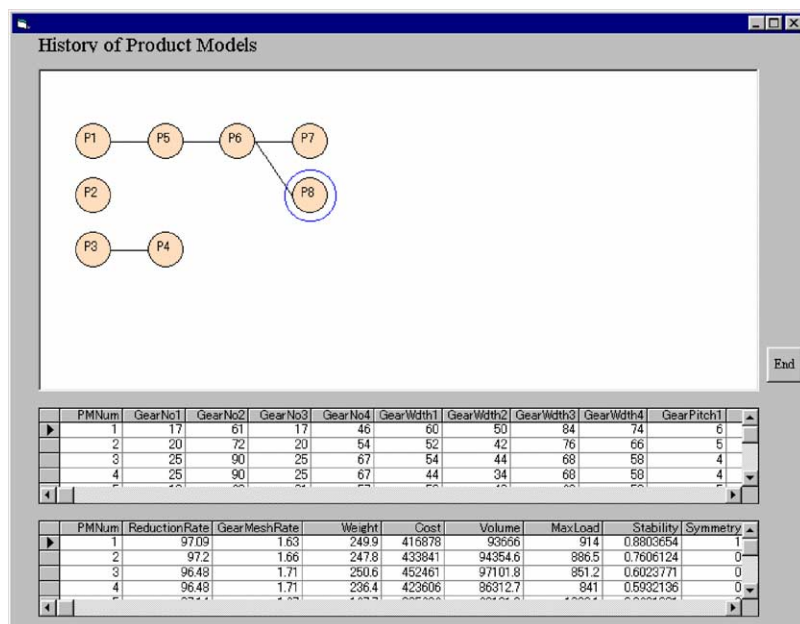 History of Product Models
P1 P5 P6 P7
P2 P8
P3 P4
End
PMNum GearNo1 GearNo2 GearNo3 GearNo4 GearWdth1 GearWdth2 GearWdth3 GearWdth4 GearPitch1
1 17 61 17 46 60 50 84 74 6
2 20 72 20 54 52 42 76 66 5
3 25 90 25 67 54 44 68 58 4
4 25 90 25 67 44 34 68 58 4
PMNum ReductionRate GearMeshRate Weight Cost Volume MaxLoad Stability Symmetry
1 97.09 1.63 249.9 416878 93666 914 0.8803654 1
2 97.2 1.66 247.8 433841 94354.6 886.5 0.7606124 0
3 96.48 1.71 250.6 452461 97101.8 851.2 0.6023771 0
4 96.48 1.71 236.4 423606 86312.7 841 0.5932136 0